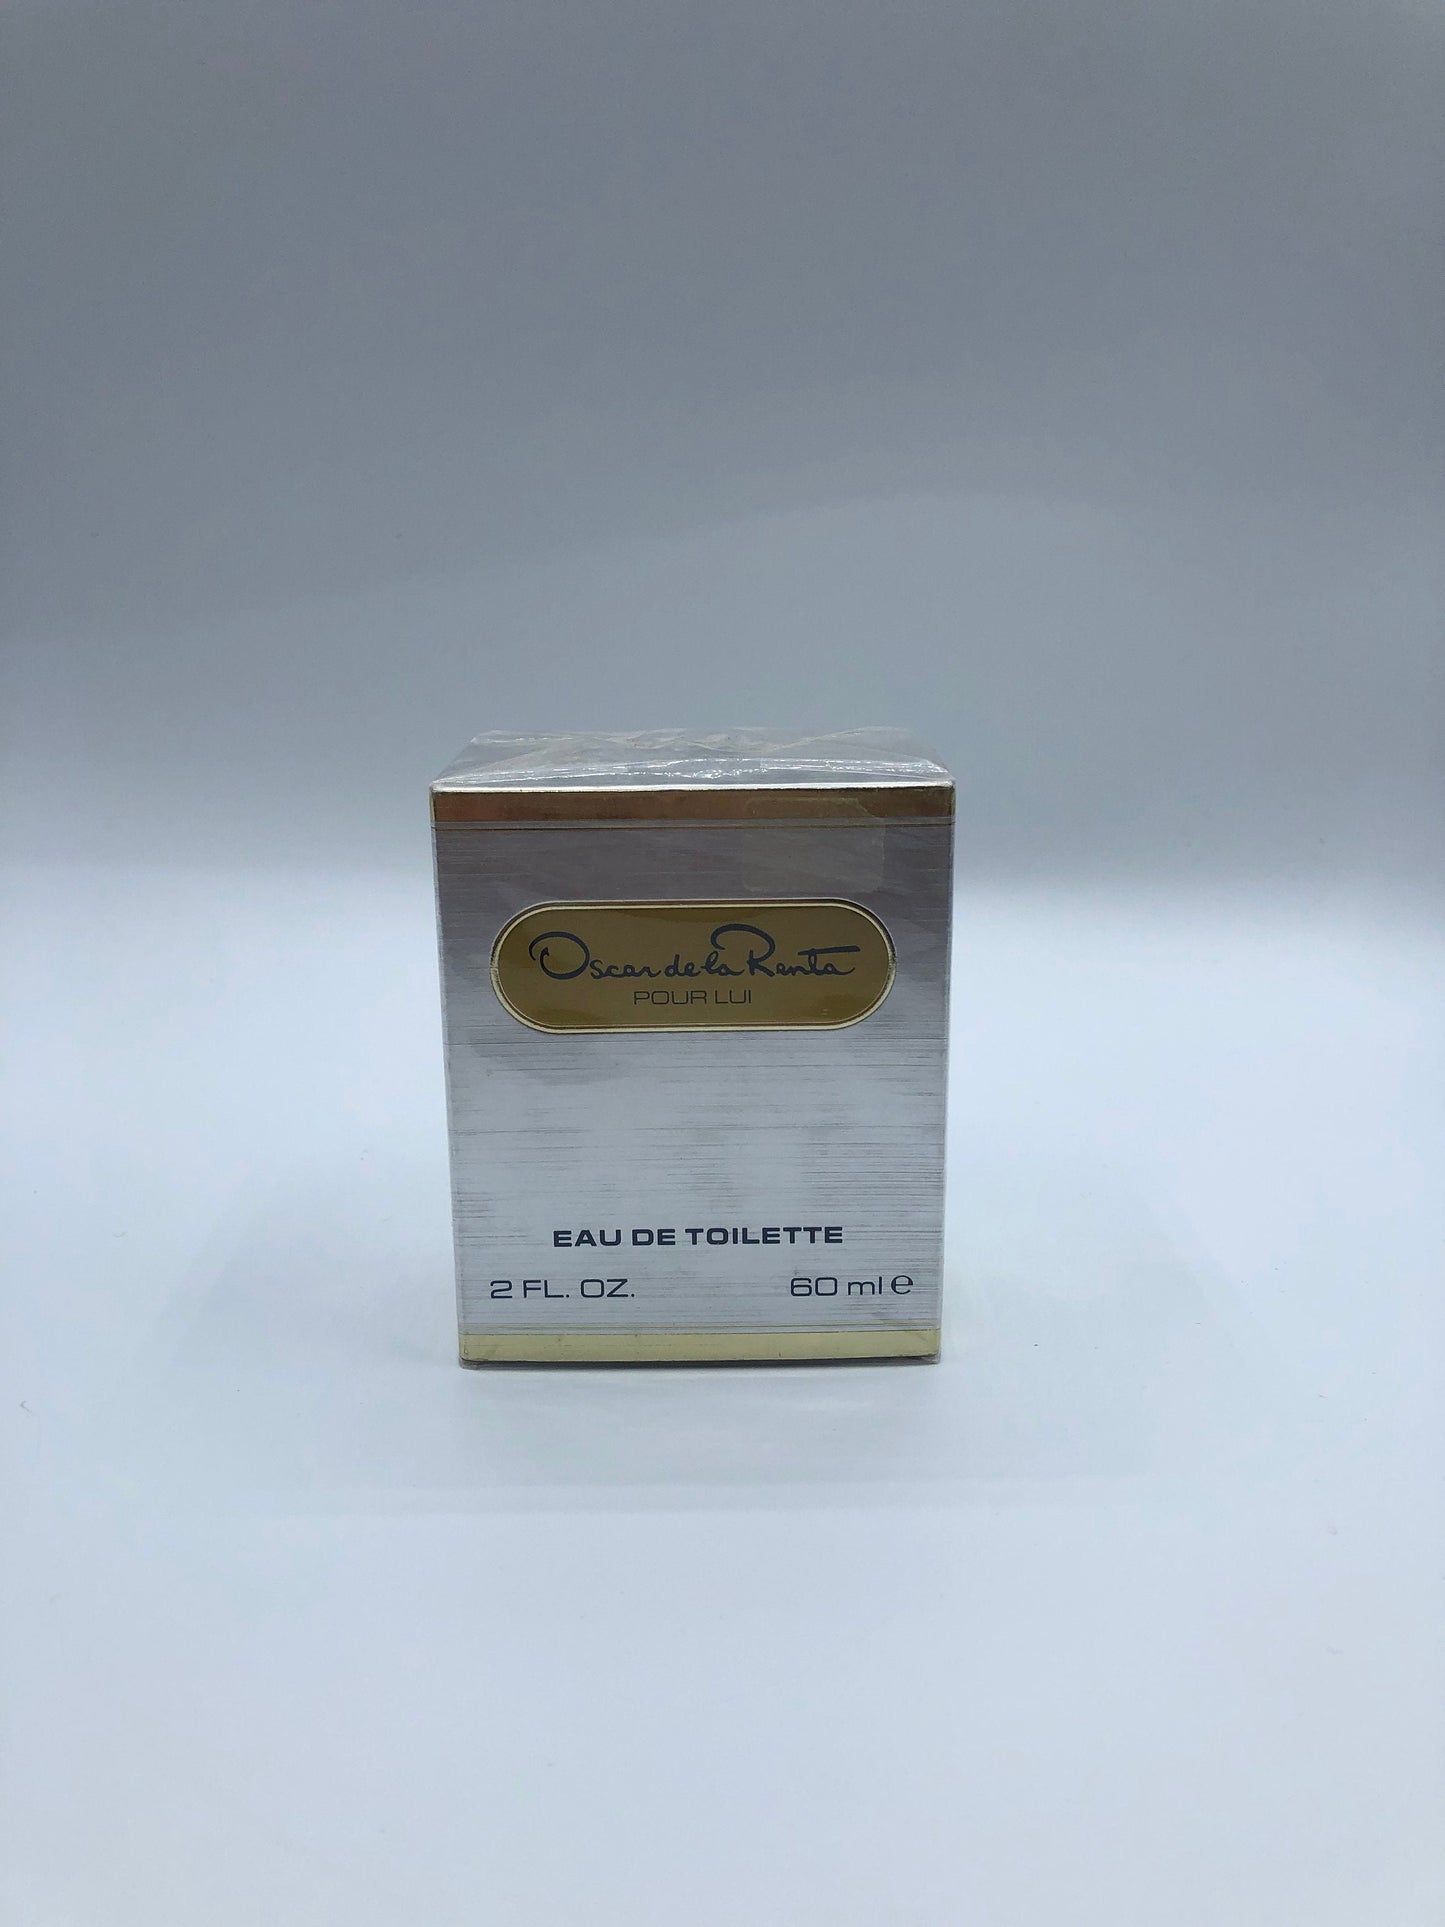 Oscar de la Renta
POUR LUI
EAU DE TOILETTE
2 FL. OZ. 60 ml ℮